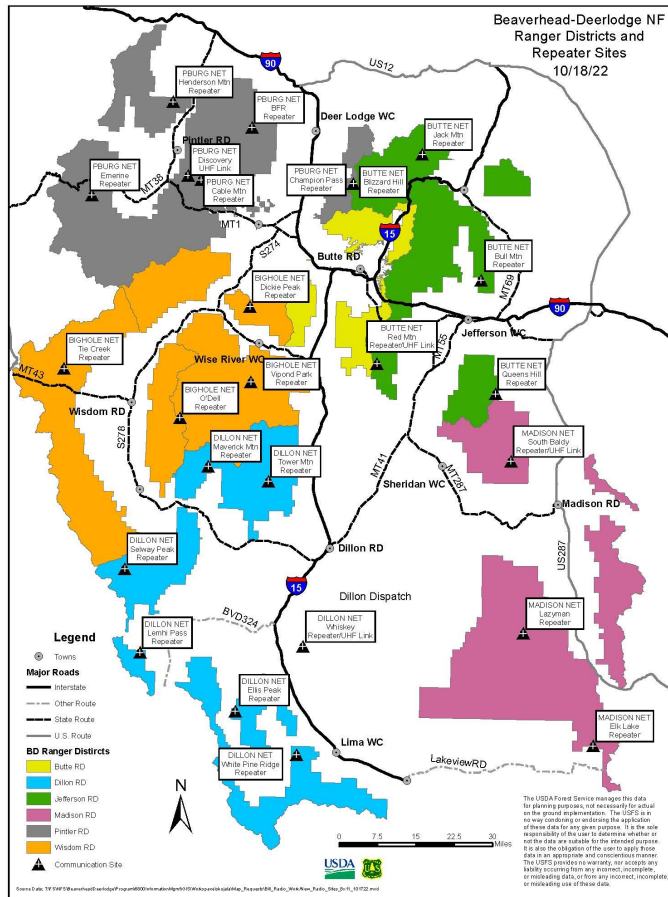 Beaverhead-Deerlodge NF
Ranger Districts
and
Repeater Sites
10/18/22
90
US12
PBURG NET
Henderson Mtn
Repeater
PBURG NET
BFR
Repeater
Deer Lodge WC
BUTTE NET
Jack Mtn
Repeater
Pintler RD
PBURG NET
Discovery
UHF Link
PBURG NET
Emerine
Repeater
MT38
PBURG NET
Cable Mtn
Repeater
PBURG NET
Champion Pass
Repeater
BUTTE NET
Blizzard Hill
Repeater
MT1
S274
15
Butte RD
BUTTE NET
Bull Mtn
Repeater
MT69
90
BIGHOLE NET
Dickie Peak
Repeater
BIGHOLE NET
Tie Creek
Repeater
BUTTE NET
Red Mtn
Repeater/UHF Link
Jefferson WC
MT55
Wise River WC
BIGHOLE NET
Vipond Park
Repeater
BUTTE NET
Queens Hill
Repeater
MT43
BIGHOLE NET
O'Dell
Repeater
Wisdom RD
S278
DILLON NET
Maverick Mtn
Repeater
DILLON NET
Tower Mtn
Repeater
MADISON NET
South Baldy
Repeater/UHF Link
MT41
Sheridan WC
MT287
Madison RD
Dillon RD
US287
DILLON NET
Selway Peak
Repeater
15
Dillon Dispatch
BVD324
DILLON NET
Lemhi Pass
Repeater
DILLON NET
Whiskey
Repeater/UHF Link
MADISON NET
Lazyman
Repeater
DILLON NET
Ellis Peak
Repeater
DILLON NET
White Pine Ridge
Repeater
Lima WC
MADISON NET
Elk Lake
Repeater
LakeviewRD
Legend
Towns
Major Roads
Interstate
Other Route
State Route
U.S. Route
BD Ranger Distircts
Butte RD
Dillon RD
Jefferson RD
Madison RD
Pintler RD
Wisdom RD
Communication Site
N
0 7.5 15 22.5 30
Miles
USDA
The USDA Forest Service manages this data
for planning purposes, not necessarily for actual
on the ground implementation. The USFS is in
no way condoning or endorsing the application
of these data for any given purpose. It is the sole
responsibility of the user to determine whether or
not the data are suitable for the intended purpose.
It is also the obligation of the user to apply those
data in an appropriate and conscientious manner.
The USFS provides no warranty, nor accepts any
liability occurring from any incorrect, incomplete,
or misleading data, or from any incorrect, incomplete,
or misleading use of these data.